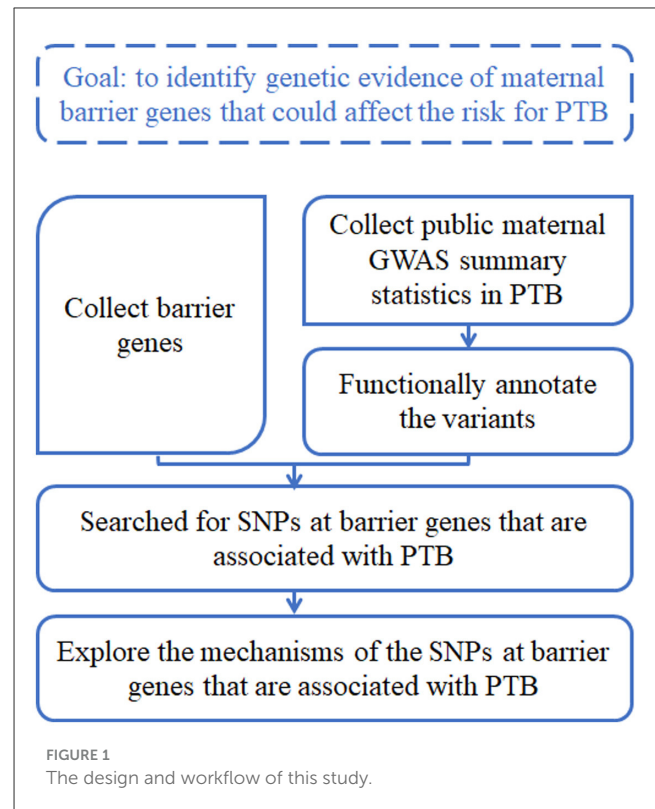 Goal: to identify genetic evidence of maternal
barrier genes that could affect the risk for PTB
Collect barrier
genes
Collect public maternal
GWAS summary
statistics in PTB
Functionally annotate
the variants
Searched for SNPs at barrier genes that are
associated with PTB
Explore the mechanisms of the SNPs at barrier
genes that are associated with PTB
FIGURE 1
The design and workflow of this study.